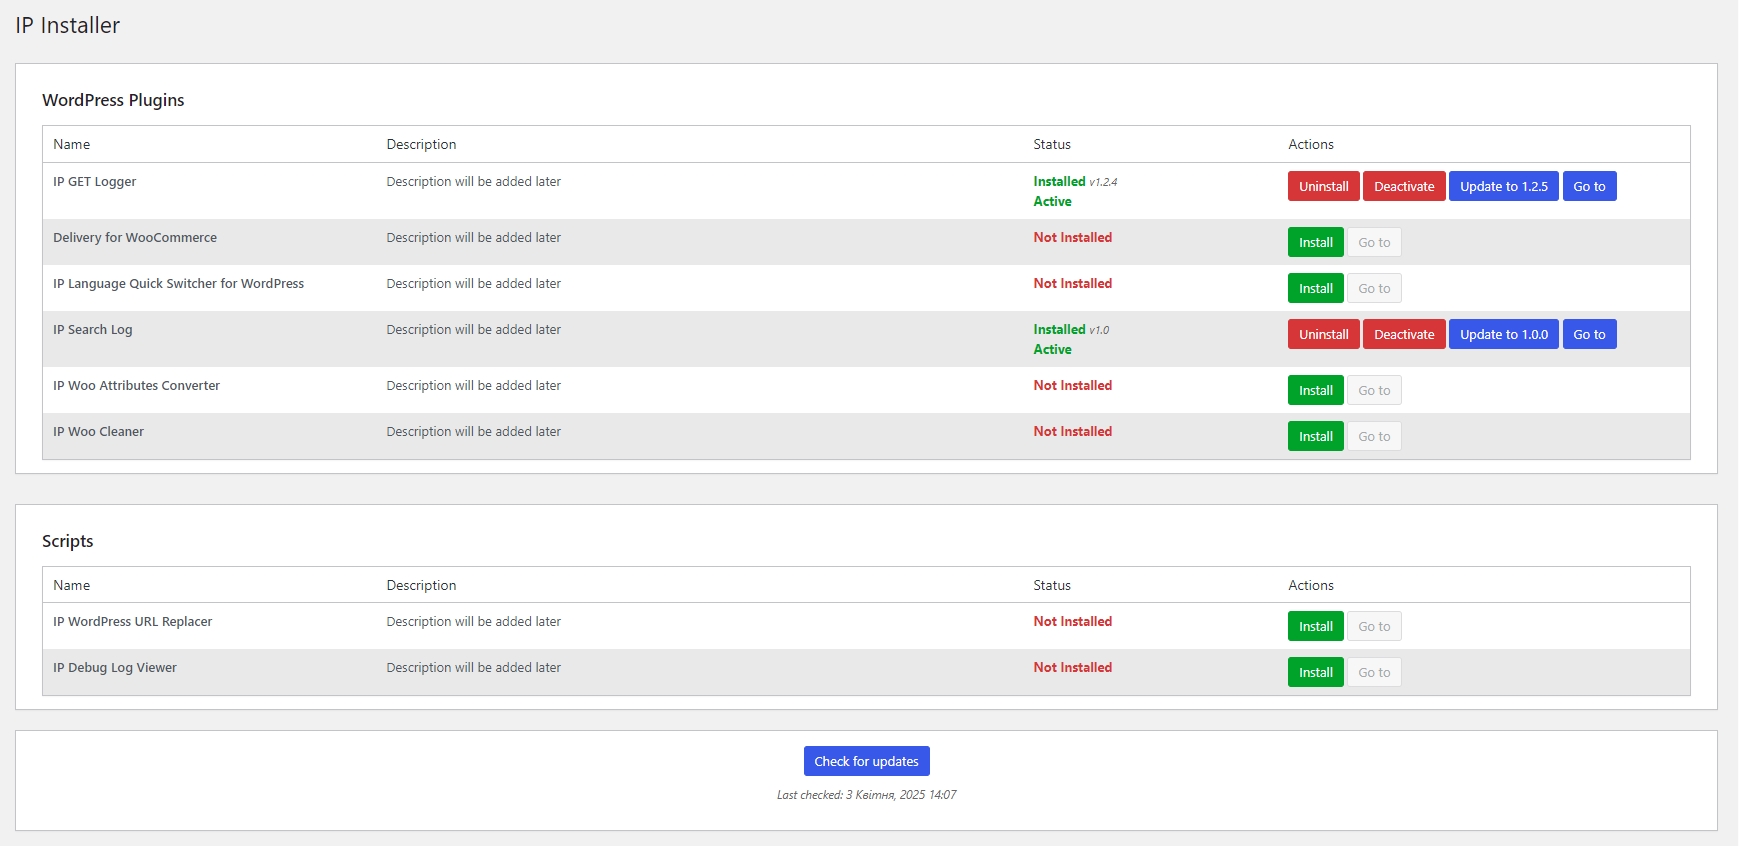 IP Installer
WordPress Plugins
Name Description Status Actions
IP GET Logger Description will be added later Installed v1.2.4 Uninstall Deactivate Update to 1.2.5 Go to
Active
Delivery for WooCommerce Description will be added later Not Installed Install Go to
IP Language Quick Switcher for WordPress Description will be added later Not Installed Install Go to
IP Search Log Description will be added later Installed v1.0 Uninstall Deactivate Update to 1.0.0 Go to
Active
IP Woo Attributes Converter Description will be added later Not Installed Install Go to
IP Woo Cleaner Description will be added later Not Installed Install Go to
Scripts
Name Description Status Actions
IP WordPress URL Replacer Description will be added later Not Installed Install Go to
IP Debug Log Viewer Description will be added later Not Installed Install Go to
Check for updates
Last checked: 3 Квітня, 2025 14:07